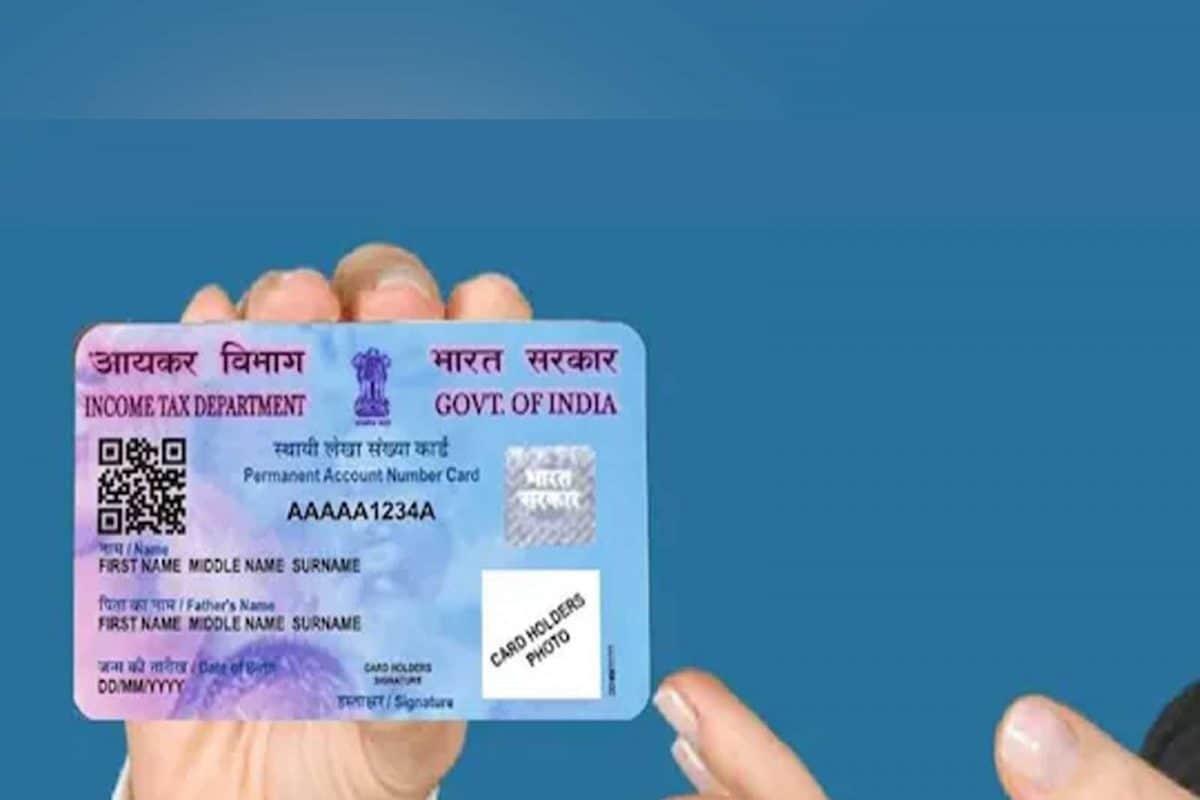 आयकर विभाग
भारत सरकार
INCOME TAX DEPARTMENT
GOVT. OF INDIA
स्थायी लेखा संख्या कार्ड
Permanent Account Number Card
AAAAA1234A
भारत
सरकार
नाम / Name
FIRST NAME MIDDLE NAME SURNAME
पिता का नाम / Father's Name
FIRST NAME MIDDLE NAME SURNAME
CARD HOLDERS
PHOTO
जन्म की तारीख / Date of Birth
DD/MM/YYYY
CARD HOLDERS
SIGNATURE
हस्ताक्षर / Signature